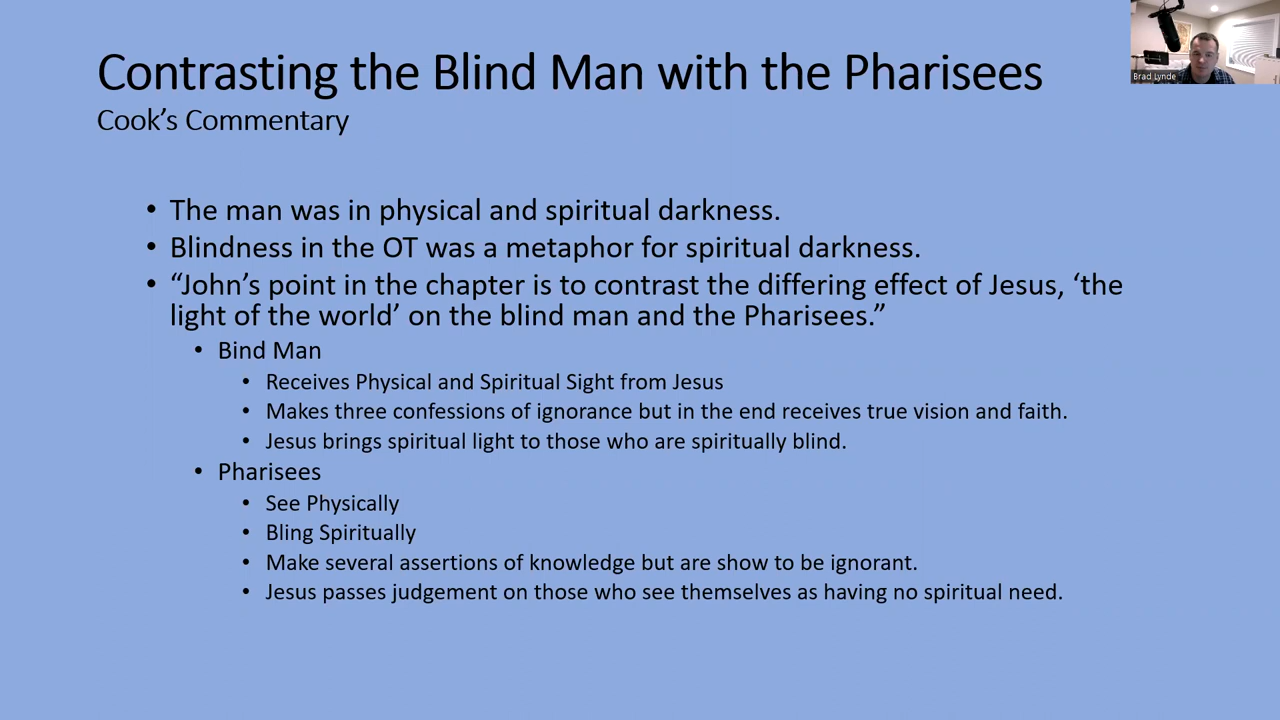 Contrasting the Blind Man with the Pharisees
Cook’s Commentary
Brad Lynde
• The man was in physical and spiritual darkness.
• Blindness in the OT was a metaphor for spiritual darkness.
• “John’s point in the chapter is to contrast the differing effect of Jesus, ‘the
light of the world’ on the blind man and the Pharisees.”
• Bind Man
• Receives Physical and Spiritual Sight from Jesus
• Makes three confessions of ignorance but in the end receives true vision and faith.
• Jesus brings spiritual light to those who are spiritually blind.
• Pharisees
• See Physically
• Bling Spiritually
• Make several assertions of knowledge but are show to be ignorant.
• Jesus passes judgement on those who see themselves as having no spiritual need.